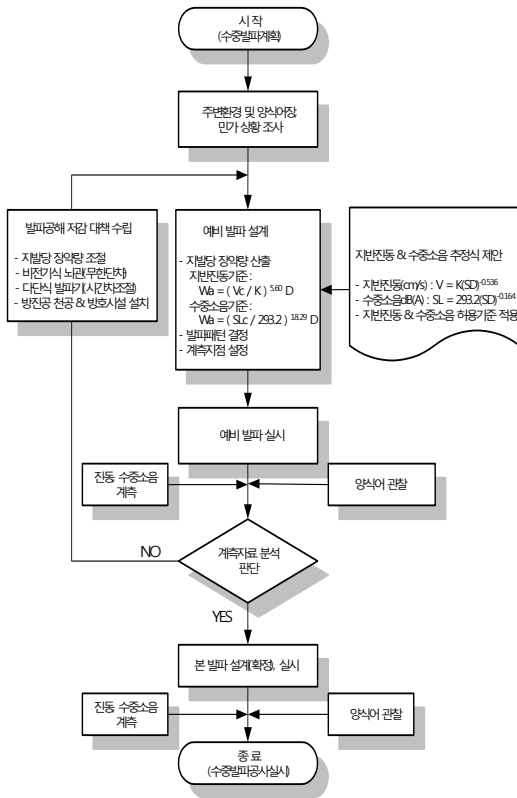 시 작
(수중발파계획)
주변환경 및 양식어장,
민가 상황 조사
발파공해 저감 대책 수립
- 지발당 장약량 조절
- 비전기식 뇌관(무한단차)
- 다단식 발파기(시간차조절)
- 방진공 천공 & 방호시설 설치
예비 발파 설계
- 지발당 장약량 산출
지반진동기준 :
Wa = ( Vc / K ) 5.60 D
수중소음기준 :
Wa = ( SLc / 293.2 ) 18.29 D
- 발파패턴 결정
- 계측지점 설정
지반진동 & 수중소음 추정식 제안
- 지반진동(cm/s) : V = K(SD)-0.536
- 수중소음dB(A) : SL = 293.2(SD)-0.164
- 지반진동 & 수중소음 허용기준 적용
예비 발파 실시
진동, 수중소음
계측
양식어 관찰
계측자료 분석
판단
NO
YES
본 발파 설계(확정), 실시
진동, 수중소음
계측
양식어 관찰
종 료
(수중발파공사실시)